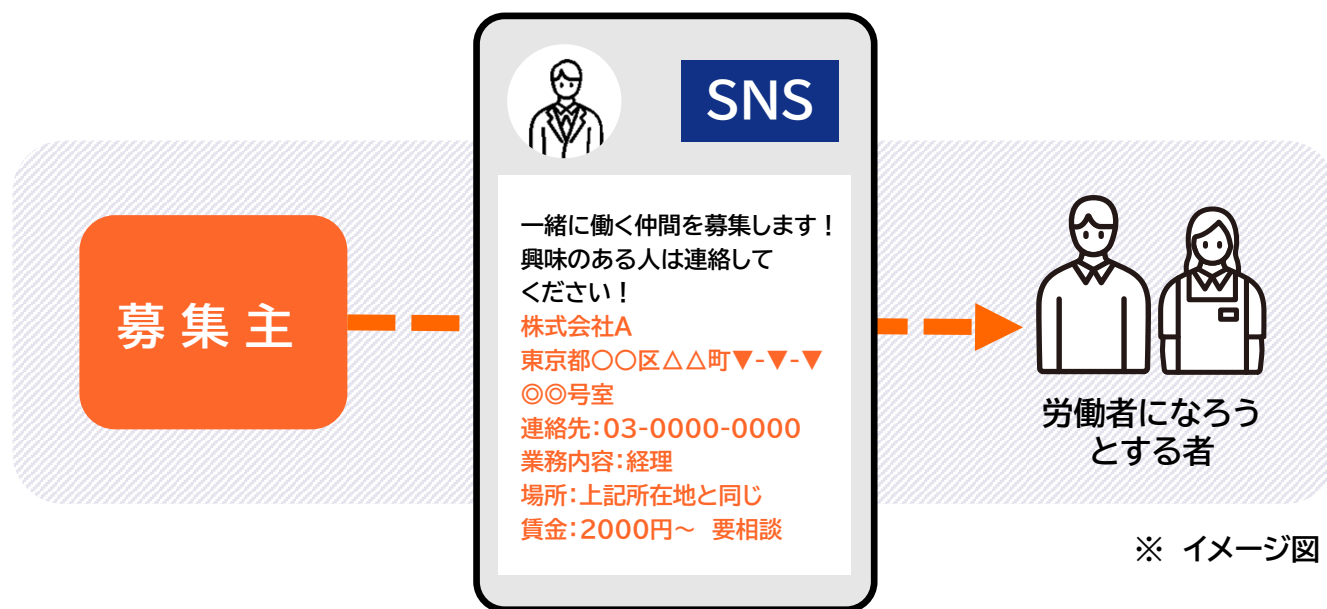 SNS
一緒に働く仲間を募集します！
興味のある人は連絡して
ください！
株式会社A
東京都〇〇区△△町▼-▼-▼
◎◎号室
連絡先：03-0000-0000
業務内容：経理
場所：上記所在地と同じ
賃金：2000円～ 要相談
募集主
労働者になろう
とする者
※ イメージ図